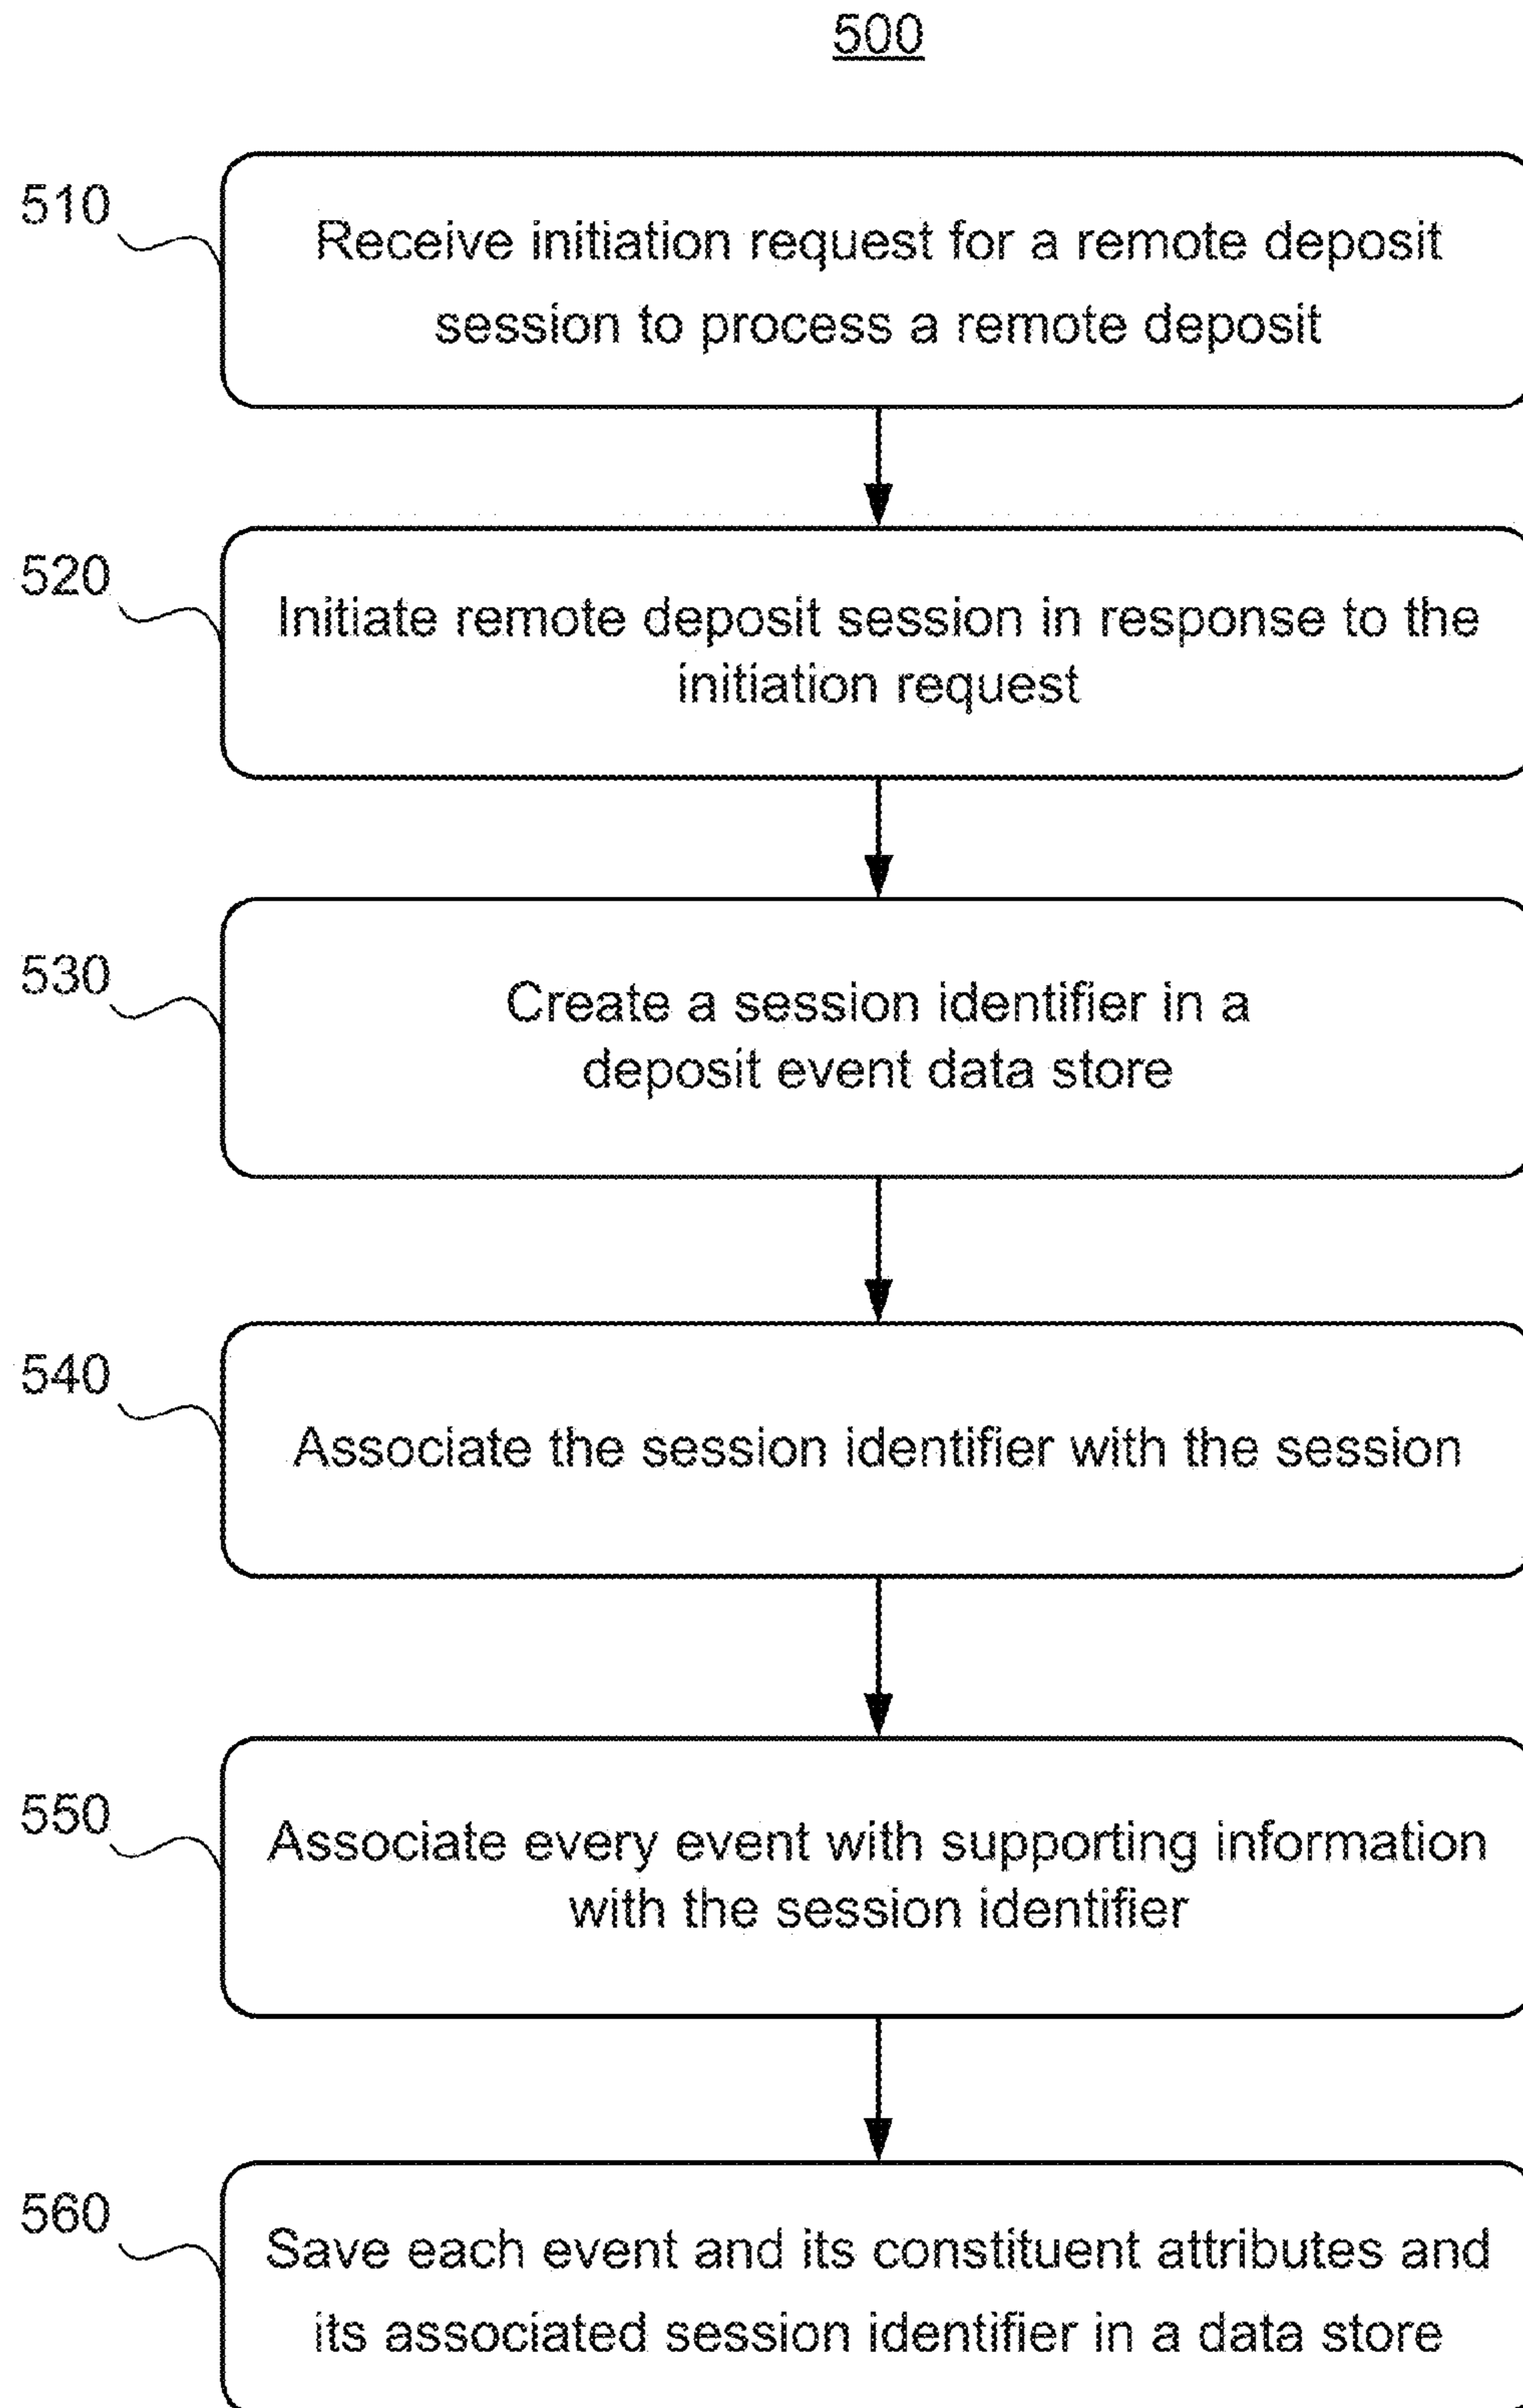 500
510
Receive initiation request for a remote deposit
session to process a remote deposit
520
Initiate remote deposit session in response to the
initiation request
530
Create a session identifier in a
deposit event data store
540
Associate the session identifier with the session
550
Associate every event with supporting information
with the session identifier
560
Save each event and its constituent attributes and
its associated session identifier in a data store